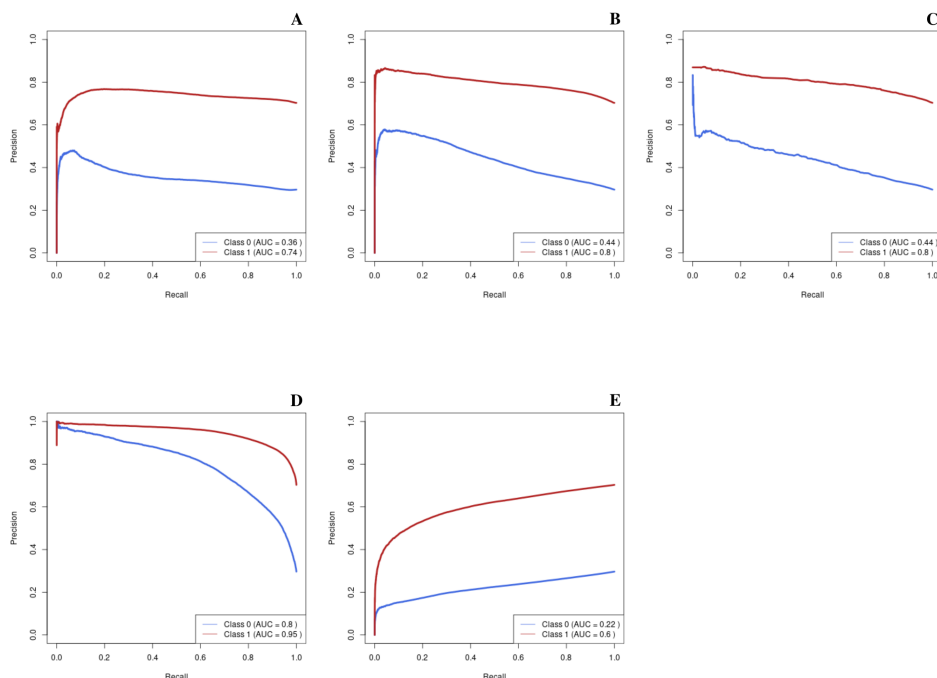 A
B
C
Precision
1.0
0.8
0.6
0.4
0.2
0.0
Class 0 (AUC = 0.36 )
Class 1 (AUC = 0.74 )
0.0 0.2 0.4 0.6 0.8 1.0
Recall
Precision
1.0
0.8
0.6
0.4
0.2
0.0
Class 0 (AUC = 0.44 )
Class 1 (AUC = 0.8 )
0.0 0.2 0.4 0.6 0.8 1.0
Recall
Precision
1.0
0.8
0.6
0.4
0.2
0.0
Class 0 (AUC = 0.44 )
Class 1 (AUC = 0.8 )
0.0 0.2 0.4 0.6 0.8 1.0
Recall
D
E
Precision
1.0
0.8
0.6
0.4
0.2
0.0
Class 0 (AUC = 0.8 )
Class 1 (AUC = 0.95 )
0.0 0.2 0.4 0.6 0.8 1.0
Recall
Precision
1.0
0.8
0.6
0.4
0.2
0.0
Class 0 (AUC = 0.22 )
Class 1 (AUC = 0.6 )
0.0 0.2 0.4 0.6 0.8 1.0
Recall